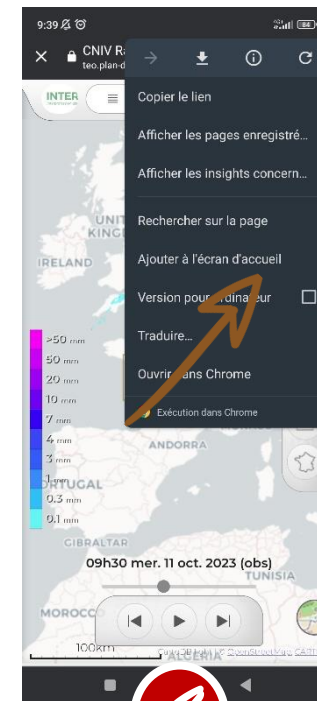 9:39
CNIV R
teo.plan-d
INTER
Copier le lien
Afficher les pages enregistré...
Afficher les insights concern...
Rechercher sur la page
Ajouter à l'écran d'accueil
Version pour ordinateur
Traduire...
Ouvrir dans Chrome
Exécution dans Chrome
UNIT
KING
IRELAND
>50 mm
50 mm
20 mm
10 mm
7 mm
4 mm
3 mm
1 mm
0.3 mm
0.1 mm
ANDORRA
PORTUGAL
GIBRALTAR
09h30 mer. 11 oct. 2023 (obs)
TUNISIA
MOROCCO
100km
ALGERIA
OpenStreetMap